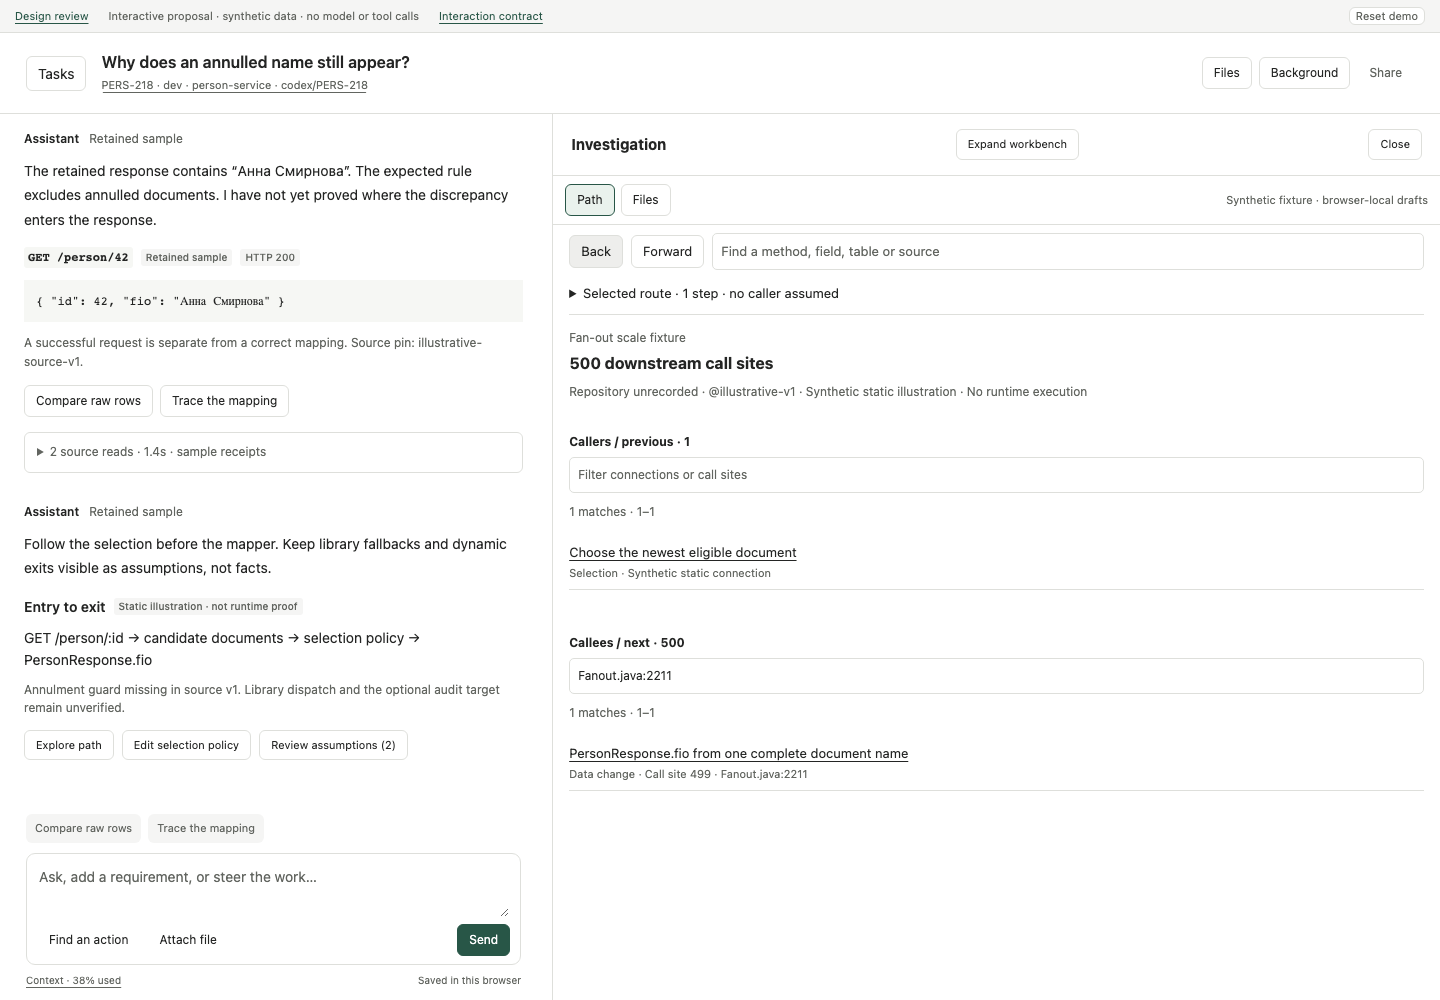 Design review
Interactive proposal · synthetic data · no model or tool calls
Interaction contract
Reset demo
Tasks
Why does an annulled name still appear?
PERS-218 · dev · person-service · codex/PERS-218
Files
Background
Share
Assistant Retained sample
The retained response contains “Анна Смирнова”. The expected rule
excludes annulled documents. I have not yet proved where the discrepancy
enters the response.
GET /person/42
Retained sample
HTTP 200
{ "id": 42, "fio": "Анна Смирнова" }
A successful request is separate from a correct mapping. Source pin: illustrative-
source-v1.
Compare raw rows
Trace the mapping
2 source reads · 1.4s · sample receipts
Assistant Retained sample
Follow the selection before the mapper. Keep library fallbacks and dynamic
exits visible as assumptions, not facts.
Entry to exit
Static illustration · not runtime proof
GET /person/:id → candidate documents → selection policy →
PersonResponse.fio
Annulment guard missing in source v1. Library dispatch and the optional audit target
remain unverified.
Explore path
Edit selection policy
Review assumptions (2)
Compare raw rows
Trace the mapping
Ask, add a requirement, or steer the work...
Find an action
Attach file
Send
Context · 38% used
Saved in this browser
Investigation
Expand workbench
Close
Path
Files
Synthetic fixture · browser-local drafts
Back
Forward
Find a method, field, table or source
Selected route · 1 step · no caller assumed
Fan-out scale fixture
500 downstream call sites
Repository unrecorded · @illustrative-v1 · Synthetic static illustration · No runtime execution
Callers / previous · 1
Filter connections or call sites
1 matches · 1–1
Choose the newest eligible document
Selection · Synthetic static connection
Callees / next · 500
Fanout.java:2211
1 matches · 1–1
PersonResponse.fio from one complete document name
Data change · Call site 499 · Fanout.java:2211